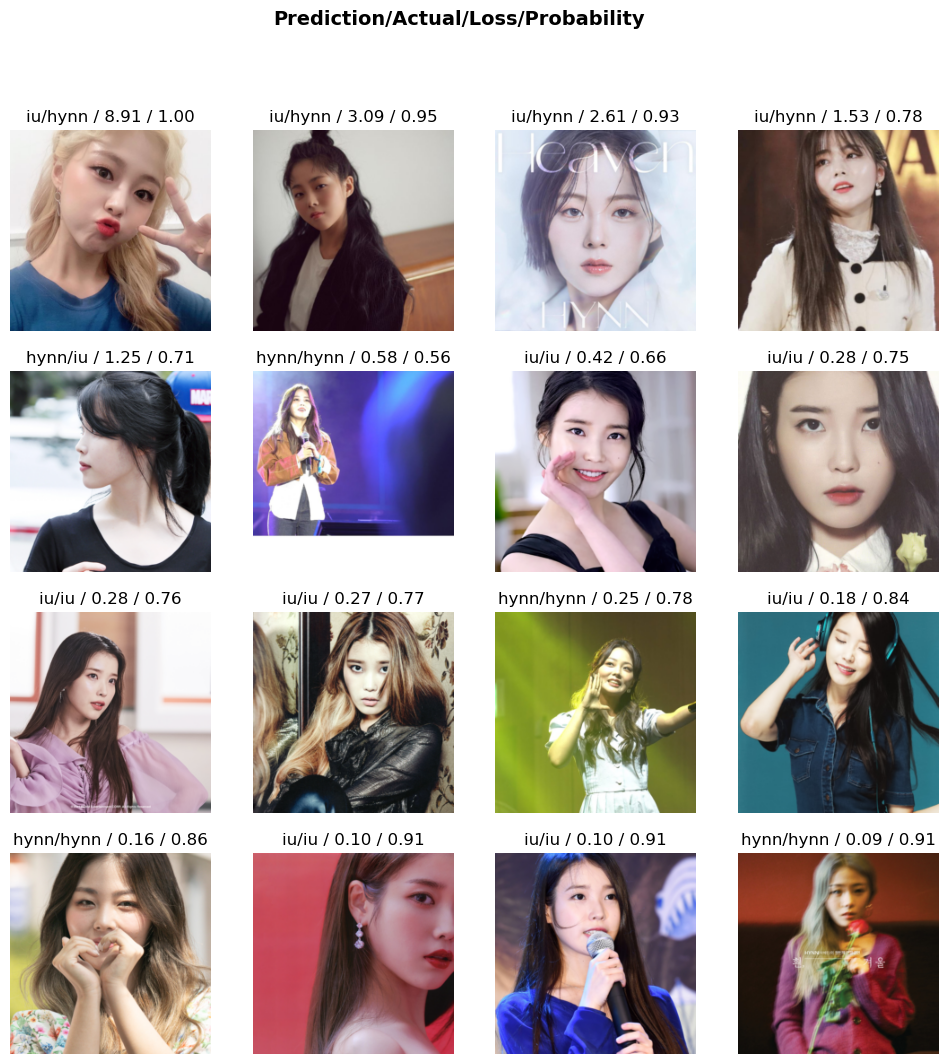 Prediction/Actual/Loss/Probability
iu/hynn / 8.91 / 1.00
iu/hynn / 3.09 / 0.95
iu/hynn / 2.61 / 0.93
iu/hynn / 1.53 / 0.78
Heaven
HYNN
hynn/iu / 1.25 / 0.71
hynn/hynn / 0.58 / 0.56
iu/iu / 0.42 / 0.66
iu/iu / 0.28 / 0.75
iu/iu / 0.28 / 0.76
iu/iu / 0.27 / 0.77
hynn/hynn / 0.25 / 0.78
iu/iu / 0.18 / 0.84
hynn/hynn / 0.16 / 0.86
iu/iu / 0.10 / 0.91
iu/iu / 0.10 / 0.91
hynn/hynn / 0.09 / 0.91